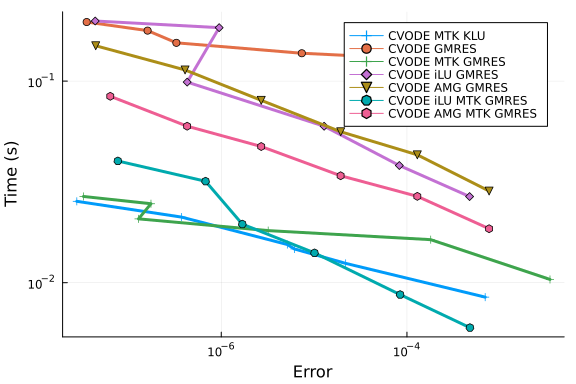 CVODE MTK KLU
CVODE GMRES
CVODE MTK GMRES
CVODE iLU GMRES
CVODE AMG GMRES
CVODE iLU MTK GMRES
CVODE AMG MTK GMRES
10⁻¹
10⁻²
Time (s)
10⁻⁶
10⁻⁴
Error